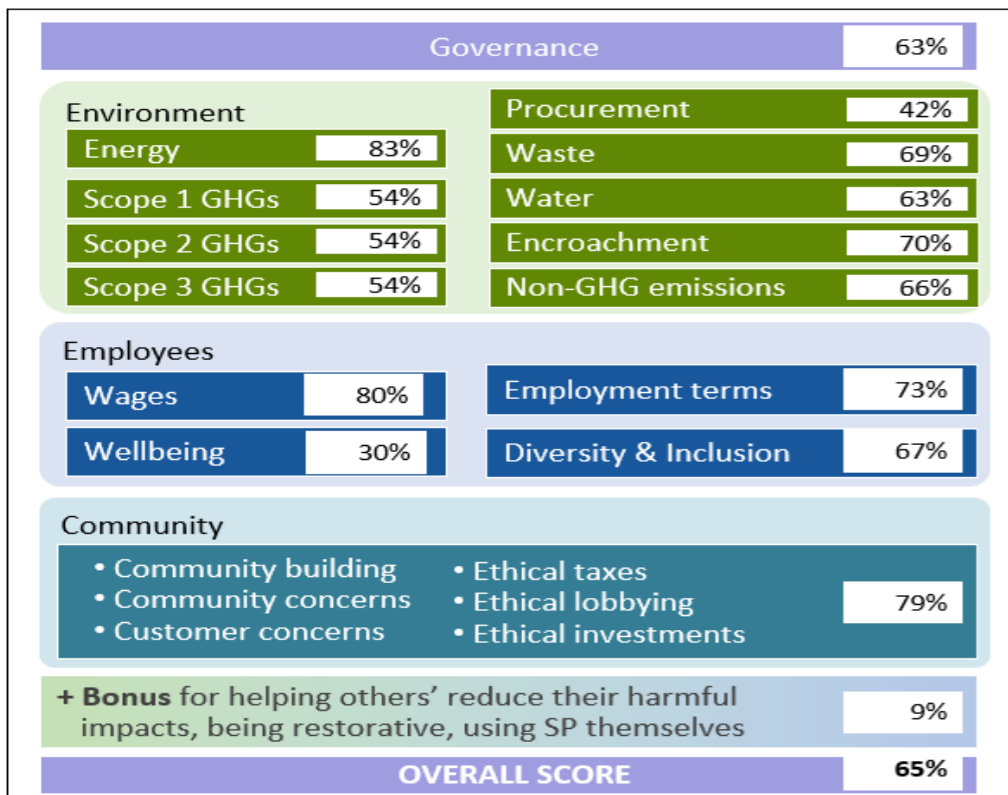 Governance 63%
Environment
Energy 83%
Scope 1 GHGs 54%
Scope 2 GHGs 54%
Scope 3 GHGs 54%
Procurement 42%
Waste 69%
Water 63%
Encroachment 70%
Non-GHG emissions 66%
Employees
Wages 80%
Wellbeing 30%
Employment terms 73%
Diversity & Inclusion 67%
Community
• Community building
• Community concerns
• Customer concerns
• Ethical taxes
• Ethical lobbying
• Ethical investments
79%
+ Bonus for helping others’ reduce their harmful
impacts, being restorative, using SP themselves
9%
OVERALL SCORE 65%